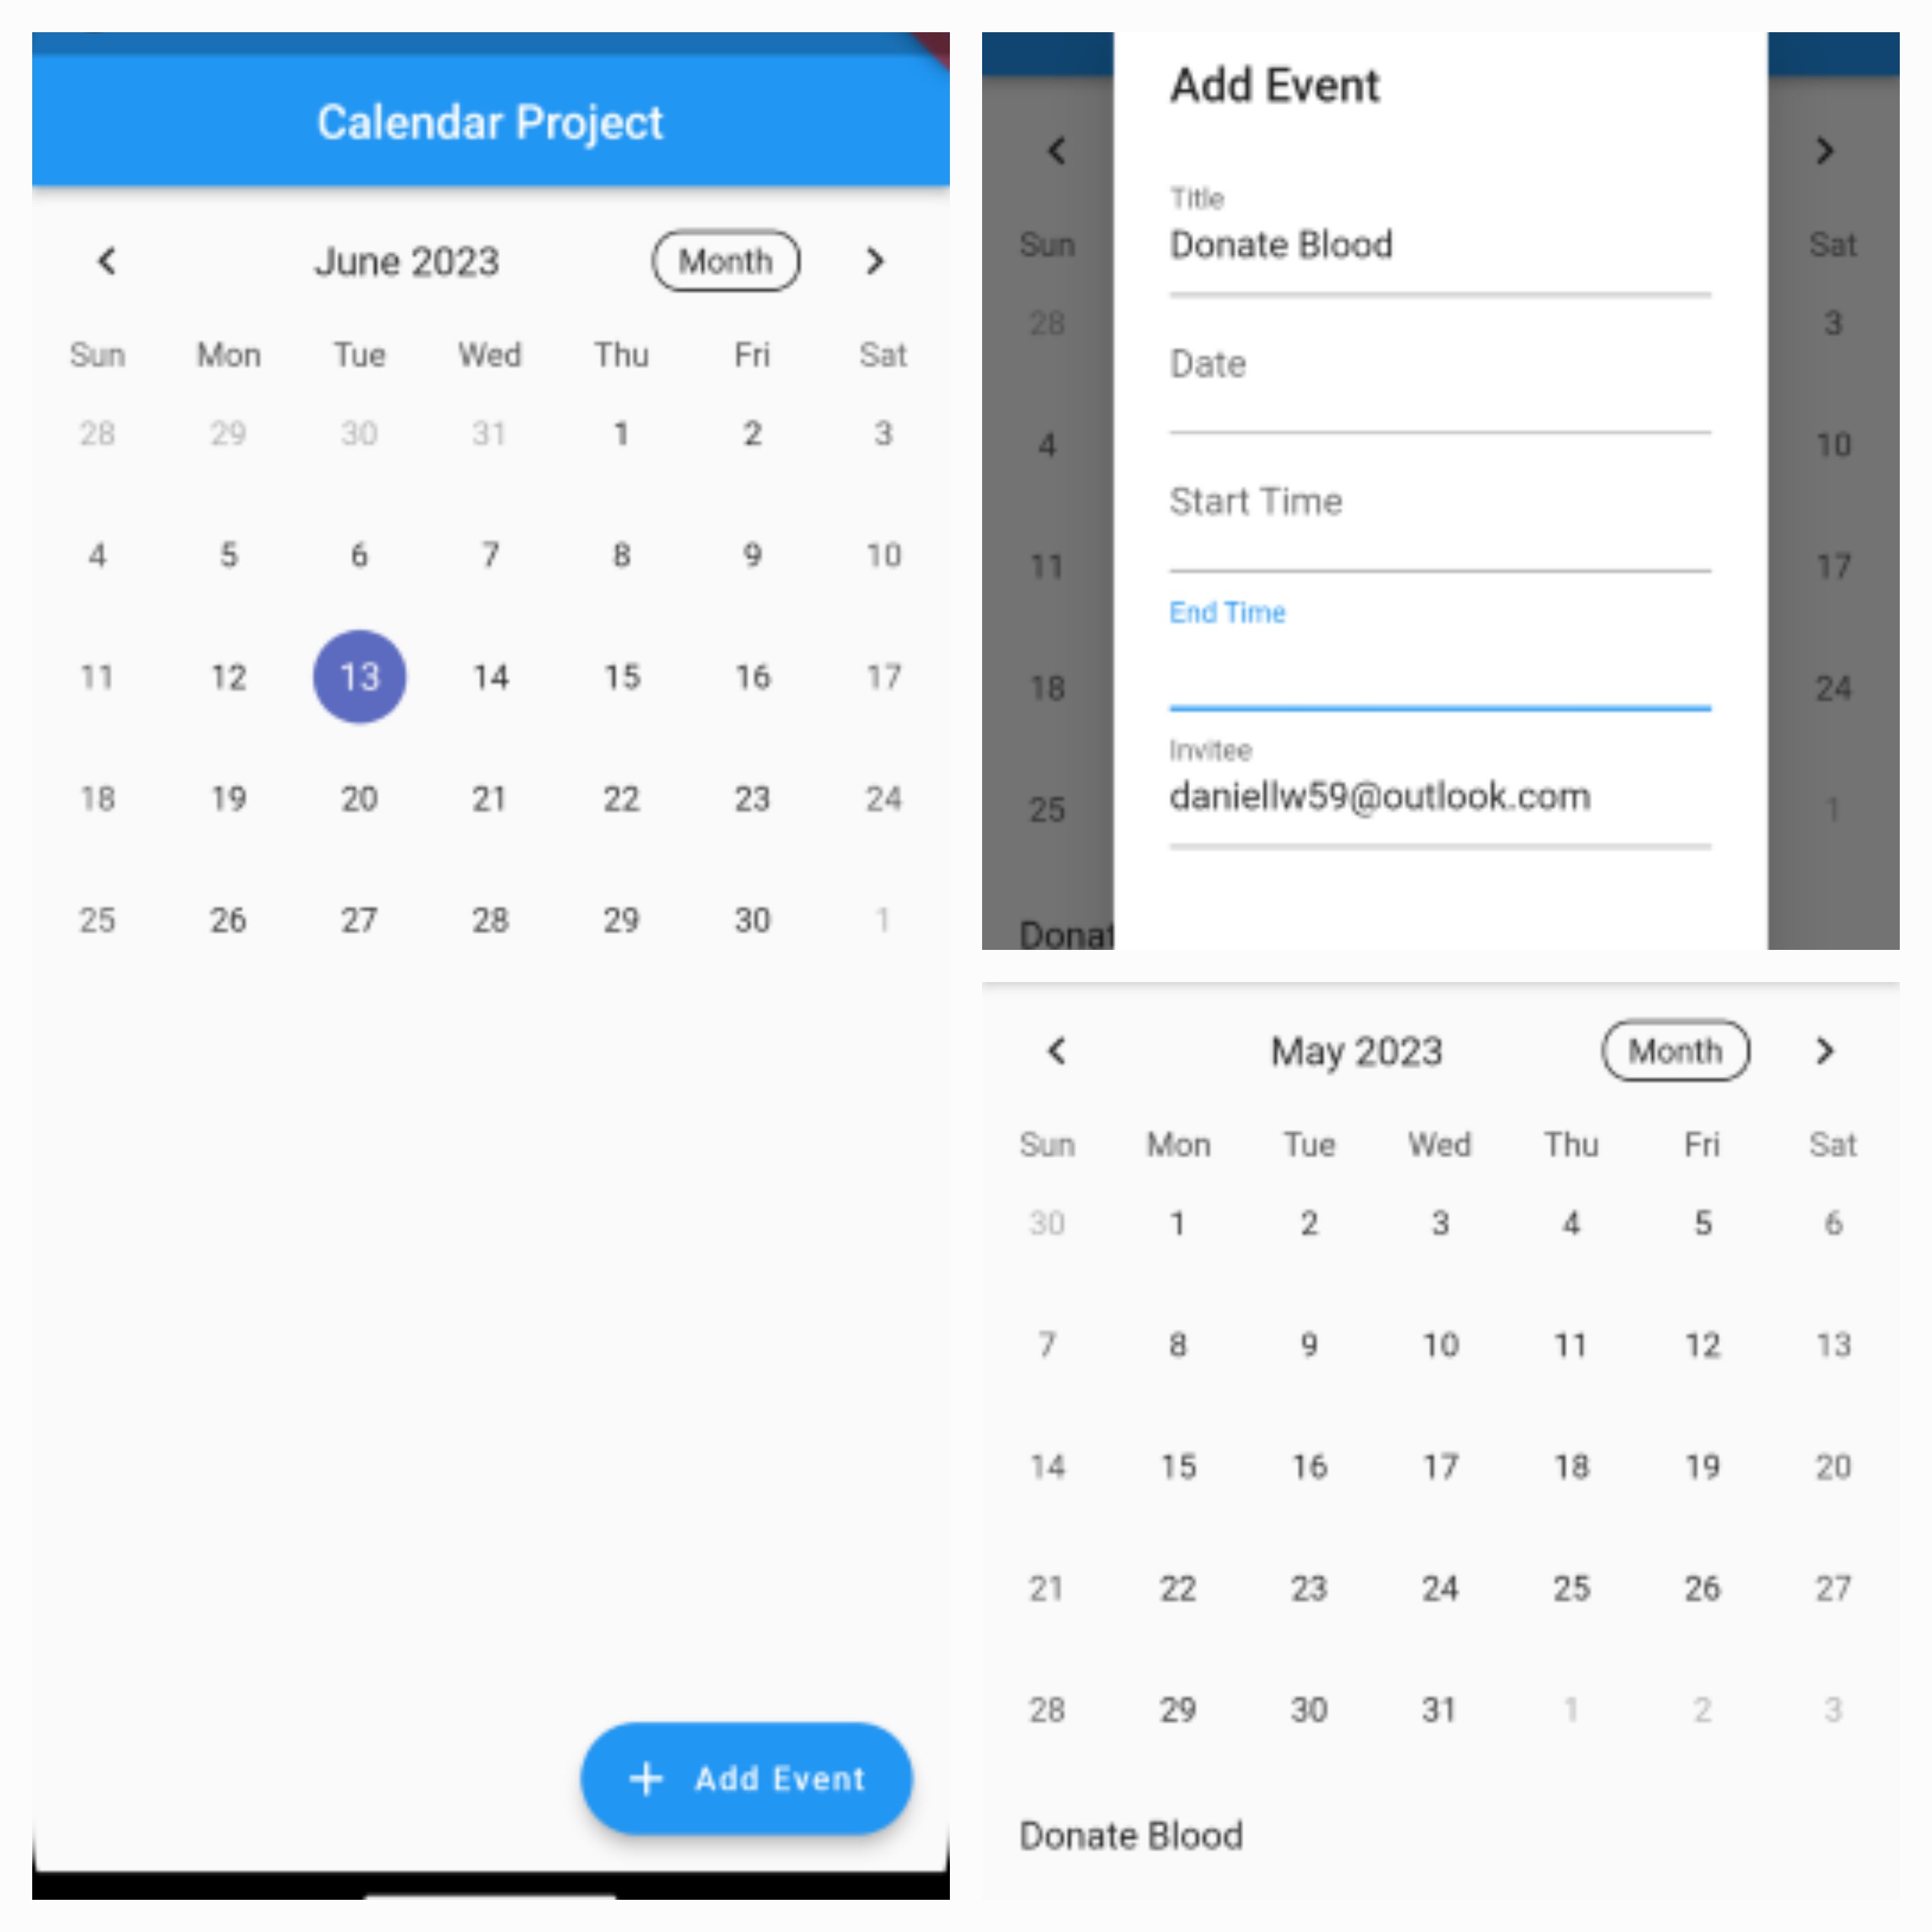 Calendar Project
June 2023 Month
Sun Mon Tue Wed Thu Fri Sat
28 29 30 31 1 2 3
4 5 6 7 8 9 10
11 12 13 14 15 16 17
18 19 20 21 22 23 24
25 26 27 28 29 30 1
+ Add Event
Add Event
Title
Donate Blood
Date
Start Time
End Time
Invitee
daniellw59@outlook.com
Sun Sat
28 3
4 10
11 17
18 24
25 1
Donat
May 2023 Month
Sun Mon Tue Wed Thu Fri Sat
30 1 2 3 4 5 6
7 8 9 10 11 12 13
14 15 16 17 18 19 20
21 22 23 24 25 26 27
28 29 30 31 1 2 3
Donate Blood